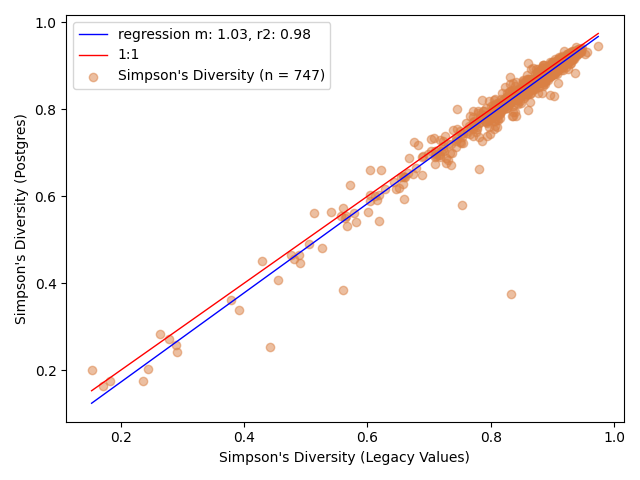 regression m: 1.03, r2: 0.98
1:1
Simpson's Diversity (n = 747)
Simpson's Diversity (Postgres)
1.0
0.8
0.6
0.4
0.2
0.2 0.4 0.6 0.8 1.0
Simpson's Diversity (Legacy Values)